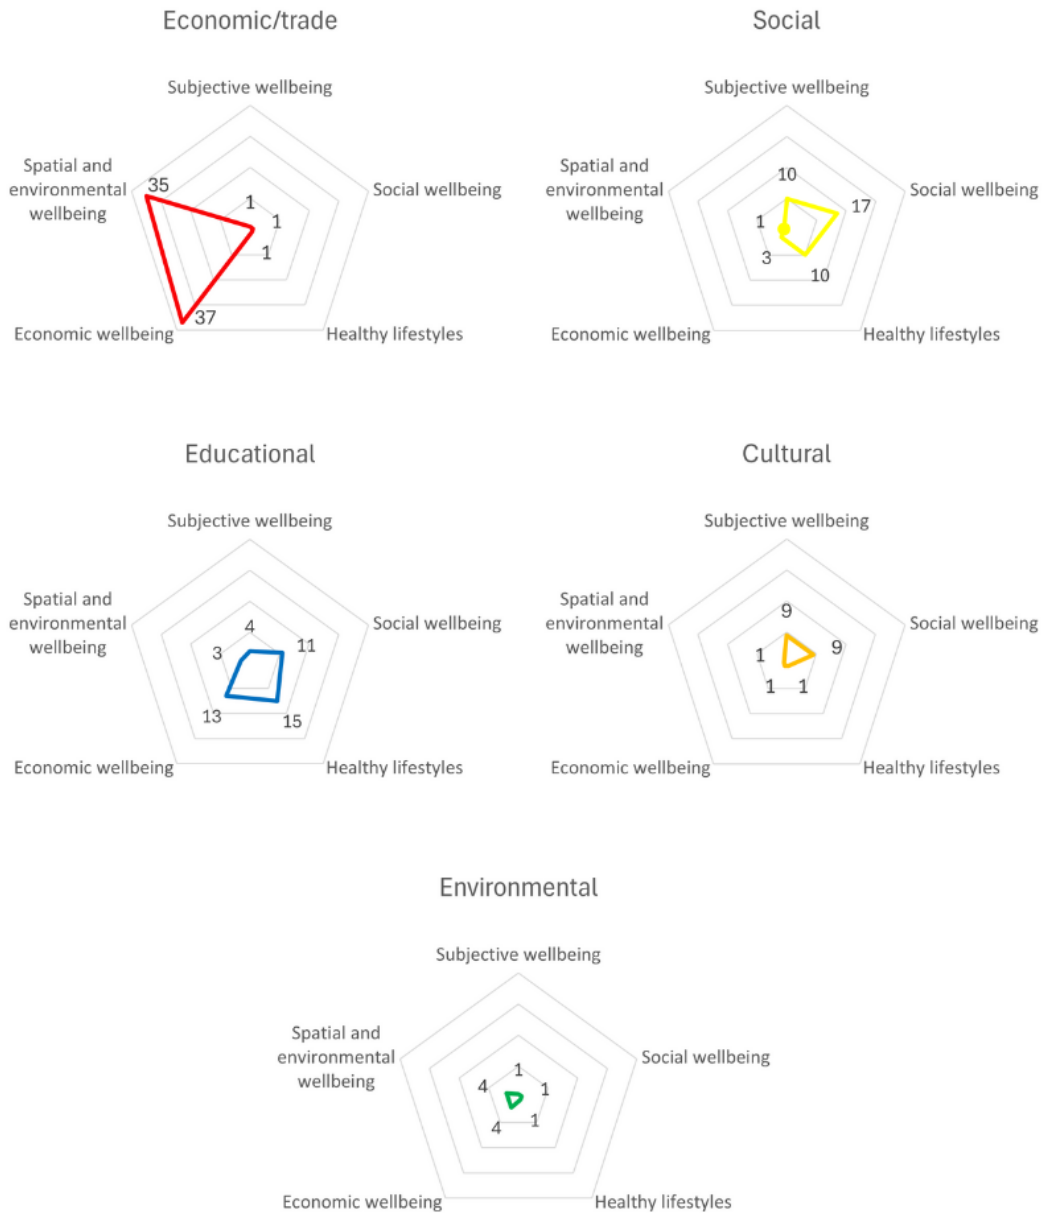 Economic/trade
Subjective wellbeing
Spatial and
environmental
wellbeing
35
1
1
Social wellbeing
1
37
Economic wellbeing
Healthy lifestyles
Social
Subjective wellbeing
Spatial and
environmental
wellbeing
10
17
Social wellbeing
1
3
10
Economic wellbeing
Healthy lifestyles
Educational
Subjective wellbeing
Spatial and
environmental
wellbeing
4
3
11
Social wellbeing
13
15
Economic wellbeing
Healthy lifestyles
Cultural
Subjective wellbeing
Spatial and
environmental
wellbeing
9
1
9
Social wellbeing
1
1
Economic wellbeing
Healthy lifestyles
Environmental
Subjective wellbeing
Spatial and
environmental
wellbeing
1
4
1
Social wellbeing
4
1
Economic wellbeing
Healthy lifestyles